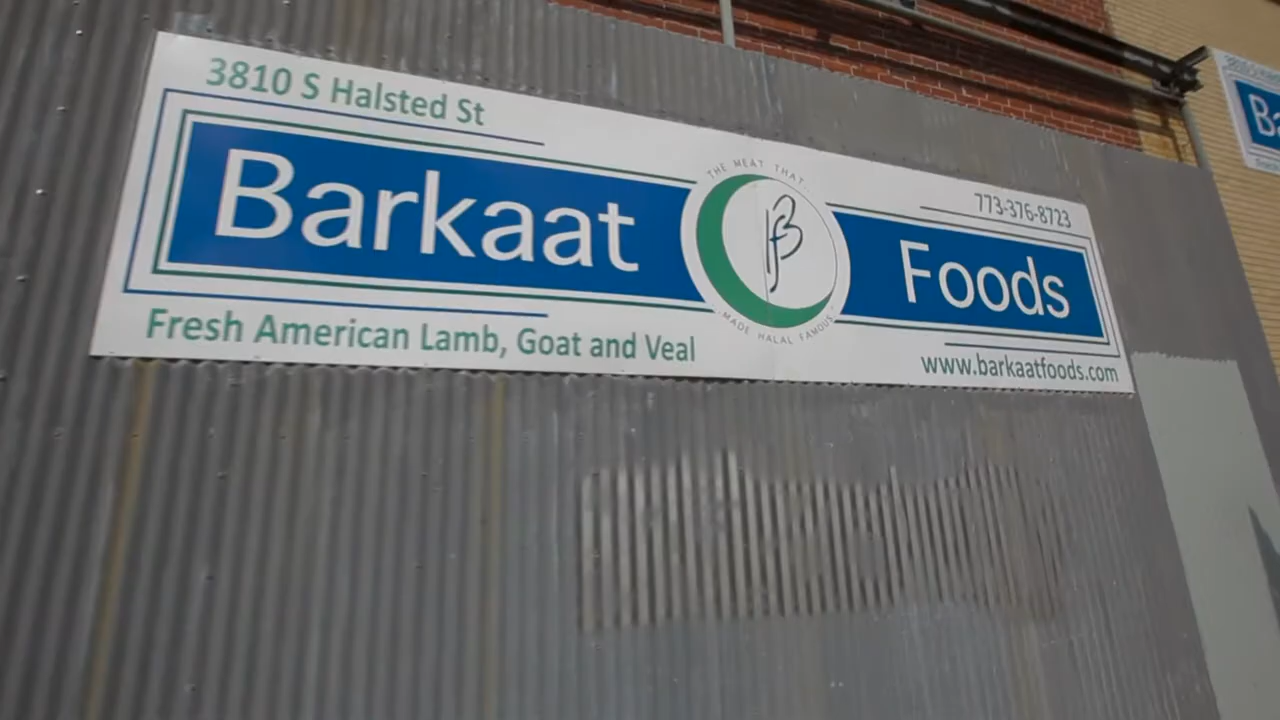 3810 S Halsted St
Barkaat
Foods
THE MEAT THAT...
B
MADE HALAL FAMOUS
773-376-8723
Fresh American Lamb, Goat and Veal
www.barkaatfoods.com
Ba